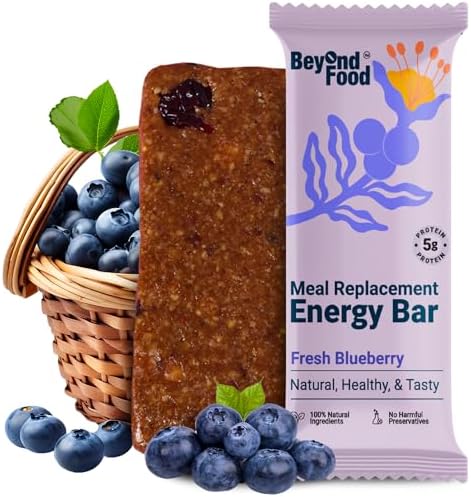 Beyond
Food
PROTEIN
5g
PROTEIN
Meal Replacement
Energy Bar
Fresh Blueberry
Natural, Healthy, & Tasty
100% Natural
Ingredients
No Harmful
Preservatives